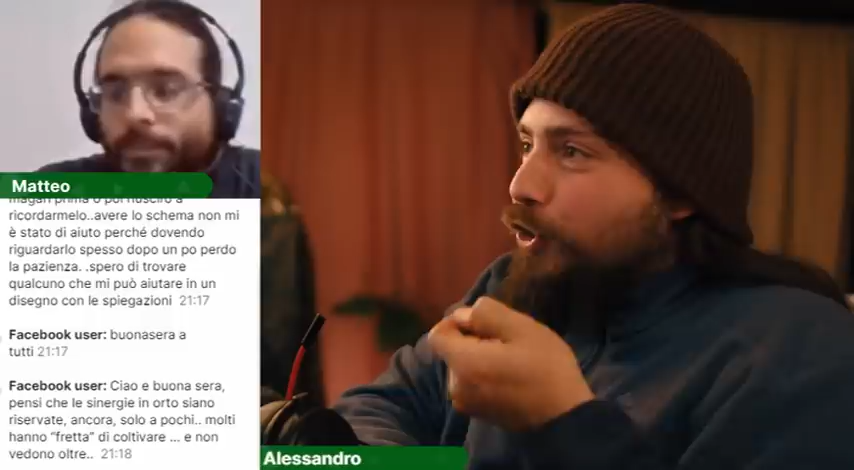 Matteo
magari prima o poi riusciro a
ricordarmelo..avere lo schema non mi
è stato di aiuto perché dovendo
riguardarlo spesso dopo un po perdo
la pazienza. .spero di trovare
qualcuno che mi può aiutare in un
disegno con le spiegazioni 21:17
Facebook user: buonasera a
tutti 21:17
Facebook user: Ciao e buona sera,
pensi che le sinergie in orto siano
riservate, ancora, solo a pochi.. molti
hanno “fretta” di coltivare ... e non
vedono oltre.. 21:18
Alessandro